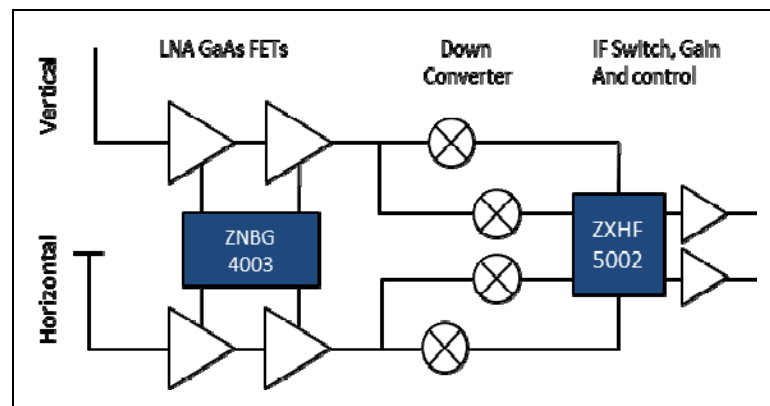 LNA GaAs FETs
Down
Converter
IF Switch, Gain
And control
Vertical
ZNBG
4003
ZXHF
5002
Horizontal